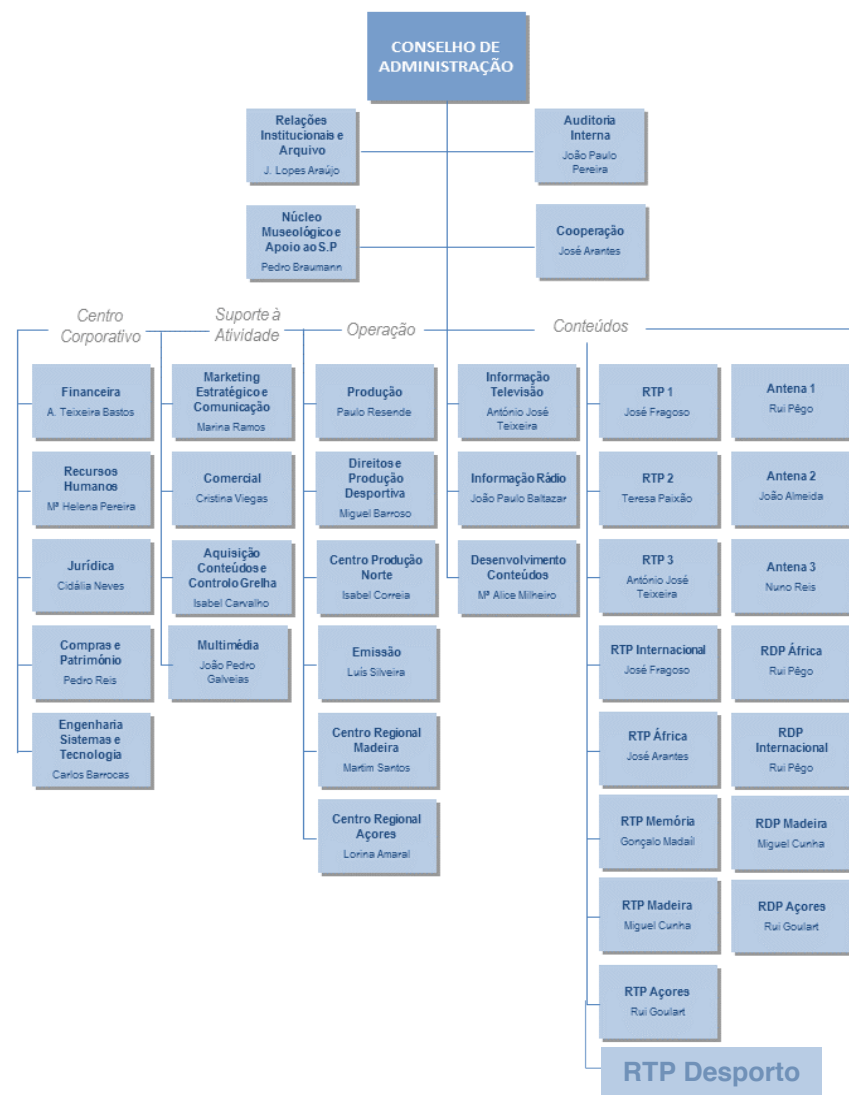 CONSELHO DE
ADMINISTRAÇÃO
Relações
Institucionais e
Arquivo
J. Lopes Araújo
Auditoria
Interna
João Paulo
Pereira
Núcleo
Museológico e
Apoio ao S.P
Pedro Braumann
Cooperação
José Arantes
Centro
Corporativo
Suporte à
Atividade
Operação
Conteúdos
Financeira
A. Teixeira Bastos
Recursos
Humanos
Mª Helena Pereira
Jurídica
Cidália Neves
Compras e
Património
Pedro Reis
Engenharia
Sistemas e
Tecnologia
Carlos Barrocas
Marketing
Estratégico e
Comunicação
Marina Ramos
Comercial
Cristina Viegas
Aquisição
Conteúdos e
Controlo Grelha
Isabel Carvalho
Multimédia
João Pedro
Galveias
Produção
Paulo Resende
Direitos e
Produção
Desportiva
Miguel Barroso
Centro Produção
Norte
Isabel Correia
Emissão
Luís Silveira
Centro Regional
Madeira
Martim Santos
Centro Regional
Açores
Lorina Amaral
Informação
Televisão
António José
Teixeira
Informação Rádio
João Paulo Baltazar
Desenvolvimento
Conteúdos
Mª Alice Milheiro
RTP 1
José Fragoso
RTP 2
Teresa Paixão
RTP 3
António José
Teixeira
RTP Internacional
José Fragoso
RTP África
José Arantes
RTP Memória
Gonçalo Madaíl
RTP Madeira
Miguel Cunha
RTP Açores
Rui Goulart
RTP Desporto
Antena 1
Rui Pêgo
Antena 2
João Almeida
Antena 3
Nuno Reis
RDP África
Rui Pêgo
RDP
Internacional
Rui Pêgo
RDP Madeira
Miguel Cunha
RDP Açores
Rui Goulart